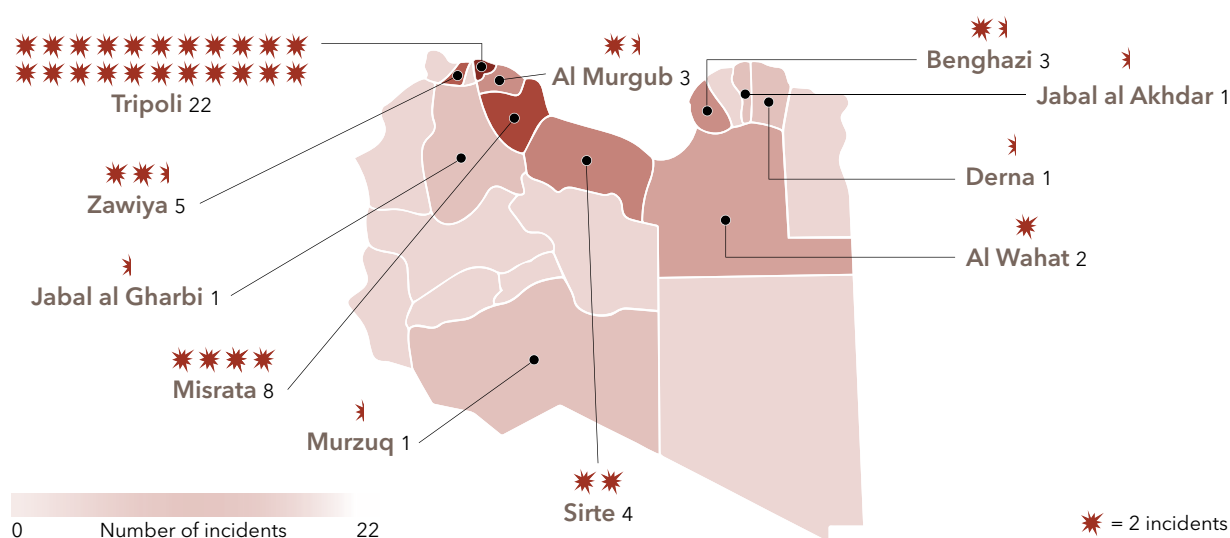 Tripoli 22
Al Murgub 3
Benghazi 3
Jabal al Akhdar 1
Zawiya 5
Derna 1
Al Wahat 2
Jabal al Gharbi 1
Misrata 8
Murzuq 1
Sirte 4
0 Number of incidents 22
= 2 incidents